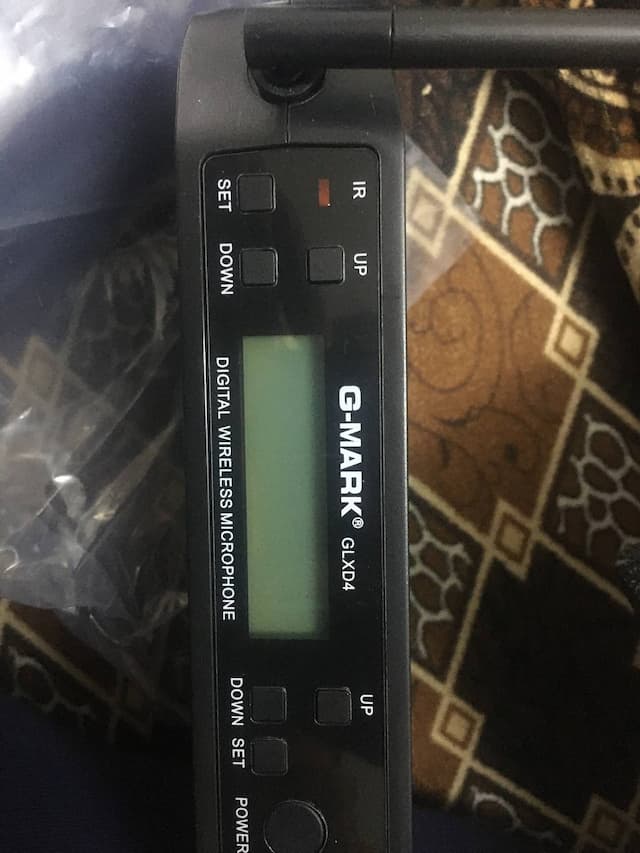 IR
SET
UP
DOWN
G-MARK® GLXD4
DIGITAL WIRELESS MICROPHONE
UP
DOWN
SET
POWER